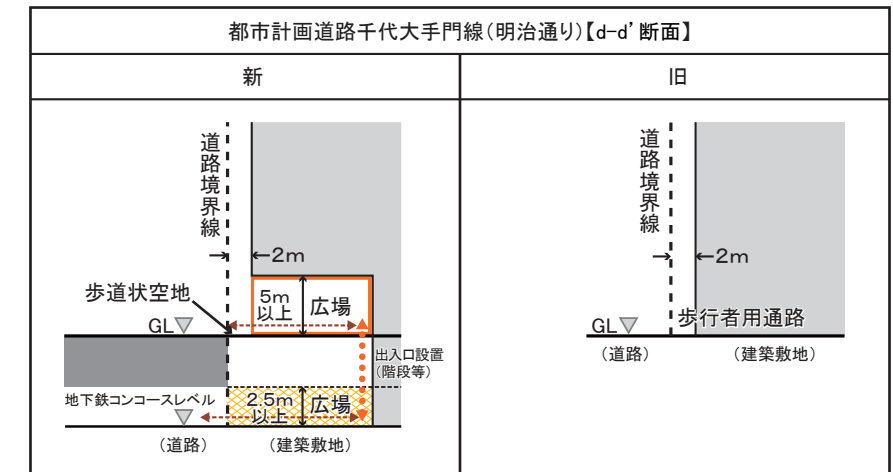 都市計画道路千代大手門線（明治通り）【d-d’断面】
新
旧
道路境界線
2m
歩道状空地
5m
以上
広場
GL
出入口設置
（階段等）
地下鉄コンコースレベル
2.5m
以上
広場
（道路）
（建築敷地）
道路境界線
2m
GL
歩行者用通路
（道路）
（建築敷地）